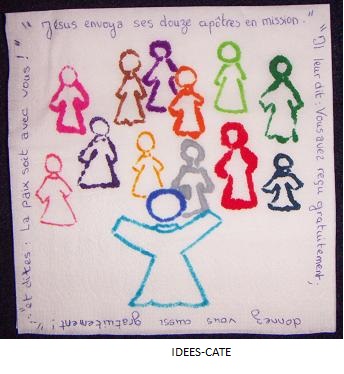 "Jésus envoya ses douze apôtres en mission."
"Il leur dit : Vous avez reçu gratuitement,
donnez vous aussi gratuitement !"
"et dites : La paix soit avec vous !"
IDEES-CATE